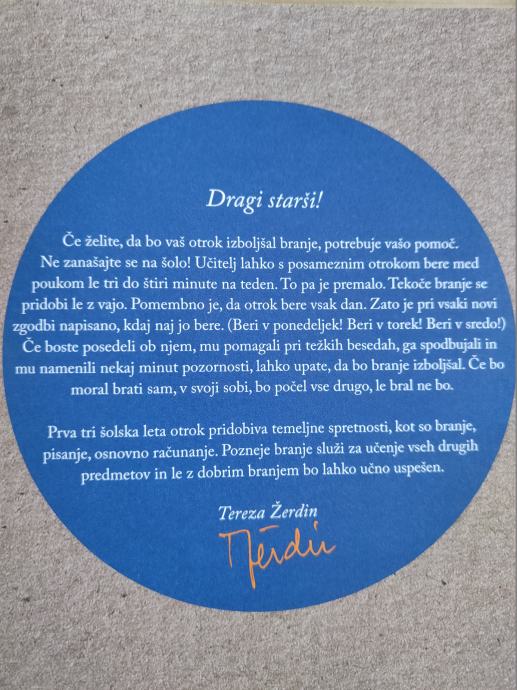 Dragi starši!
Če želite, da bo vaš otrok izboljšal branje, potrebuje vašo pomoč.
Ne zanašajte se na šolo! Učitelj lahko s posameznim otrokom bere med
poukom le tri do štiri minute na teden. To pa je premalo. Tekoče branje se
pridobi le z vajo. Pomembno je, da otrok bere vsak dan. Zato je pri vsaki novi
zgodbi napisano, kdaj naj jo bere. (Beri v ponedeljek! Beri v torek! Beri v sredo!)
Če boste posedeli ob njem, mu pomagali pri težkih besedah, ga spodbujali in
mu namenili nekaj minut pozornosti, lahko upate, da bo branje izboljšal. Če bo
moral brati sam, v svoji sobi, bo počel vse drugo, le bral ne bo.
Prva tri šolska leta otrok pridobiva temeljne spretnosti, kot so branje,
pisanje, osnovno računanje. Pozneje branje služi za učenje vseh drugih
predmetov in le z dobrim branjem bo lahko učno uspešen.
Tereza Žerdin
TŽerdin